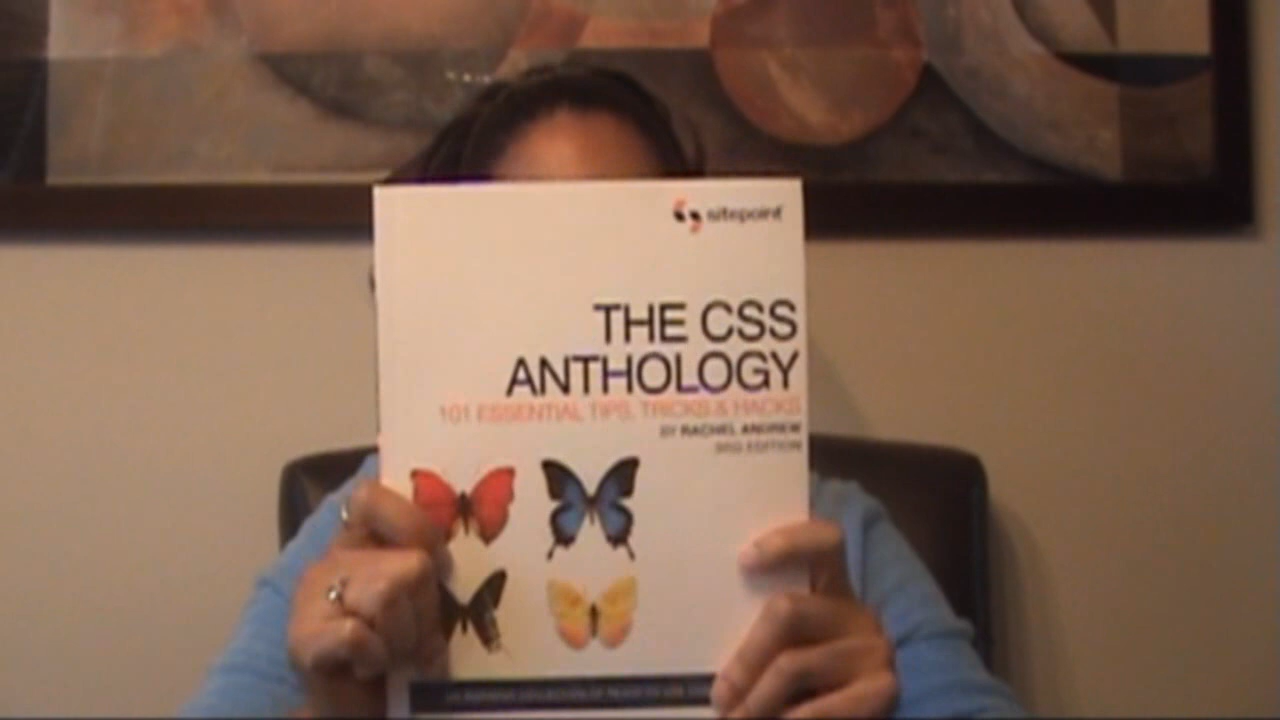 sitepoint
THE CSS
ANTHOLOGY
101 ESSENTIAL TIPS, TRICKS & HACKS
BY RACHEL ANDREW
3RD EDITION